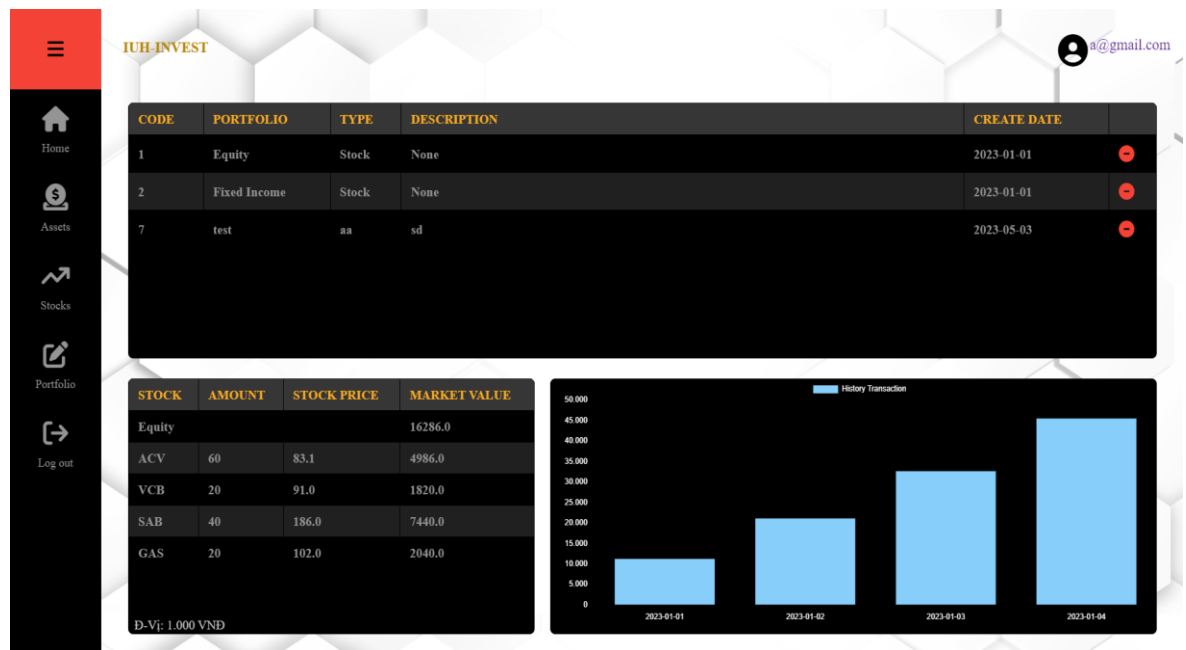 IUH-INVEST
a@gmail.com
Home
Assets
Stocks
Portfolio
Log out
CODE PORTFOLIO TYPE DESCRIPTION CREATE DATE
1 Equity Stock None 2023-01-01
2 Fixed Income Stock None 2023-01-01
7 test aa sd 2023-05-03
STOCK AMOUNT STOCK PRICE MARKET VALUE
Equity 16286.0
ACV 60 83.1 4986.0
VCB 20 91.0 1820.0
SAB 40 186.0 7440.0
GAS 20 102.0 2040.0
Đ-Vị: 1.000 VNĐ
History Transaction
50.000
45.000
40.000
35.000
30.000
25.000
20.000
15.000
10.000
5.000
0
2023-01-01 2023-01-02 2023-01-03 2023-01-04